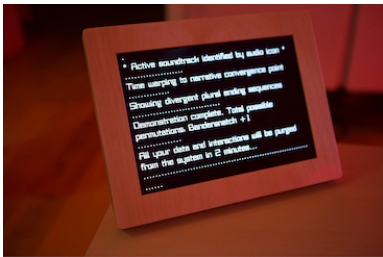 * Active soundtrack identified by audio icon *
....................
Time warping to narrative convergence point
...............
Showing divergent plural ending sequences
....................
Demonstration complete. Total possible
permutations. Bandersnatch +1
................
All your data and interactions will be purged
from the system in 2 minutes...
............................................................
......